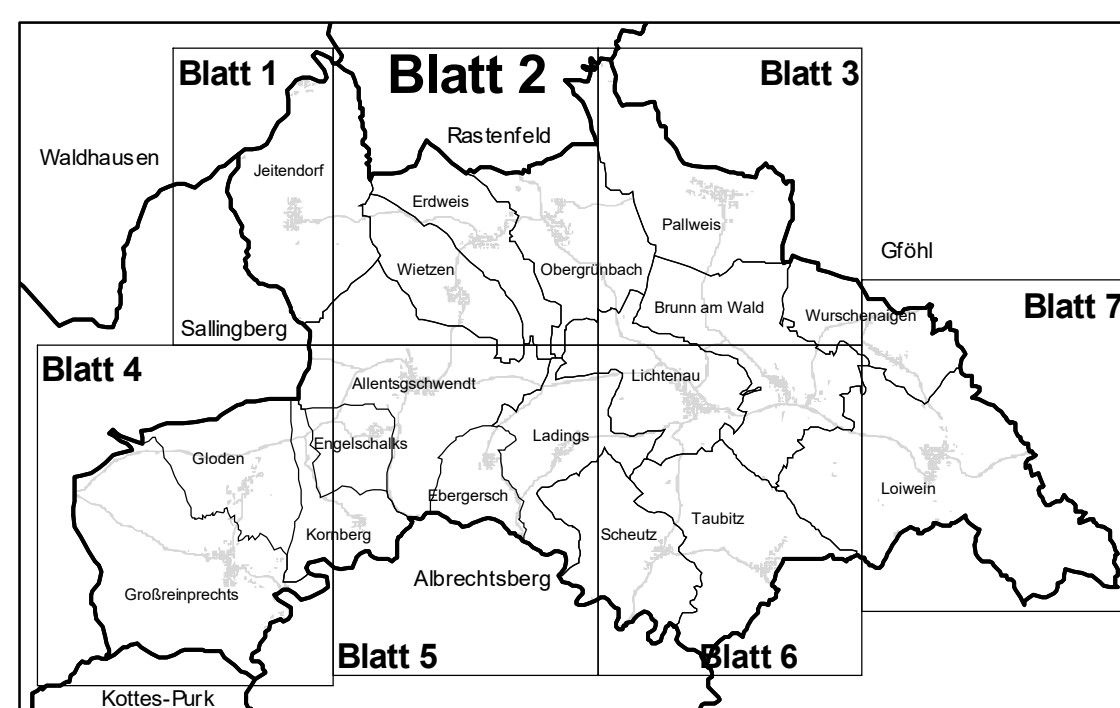 Blatt 1
Blatt 2
Blatt 3
Rastenfeld
Waldhausen
Jeitendorf
Erdweis
Pallweis
Gföhl
Wietzen
Obergrünbach
Brunn am Wald
Wurschenaigen
Blatt 7
Sallingberg
Blatt 4
Allentsgschwendt
Lichtenau
Engelschalks
Ladings
Gloden
Ebergersch
Loiwein
Kornberg
Scheutz
Taubitz
Albrechtsberg
Großreinprechts
Blatt 5
Blatt 6
Kottes-Purk